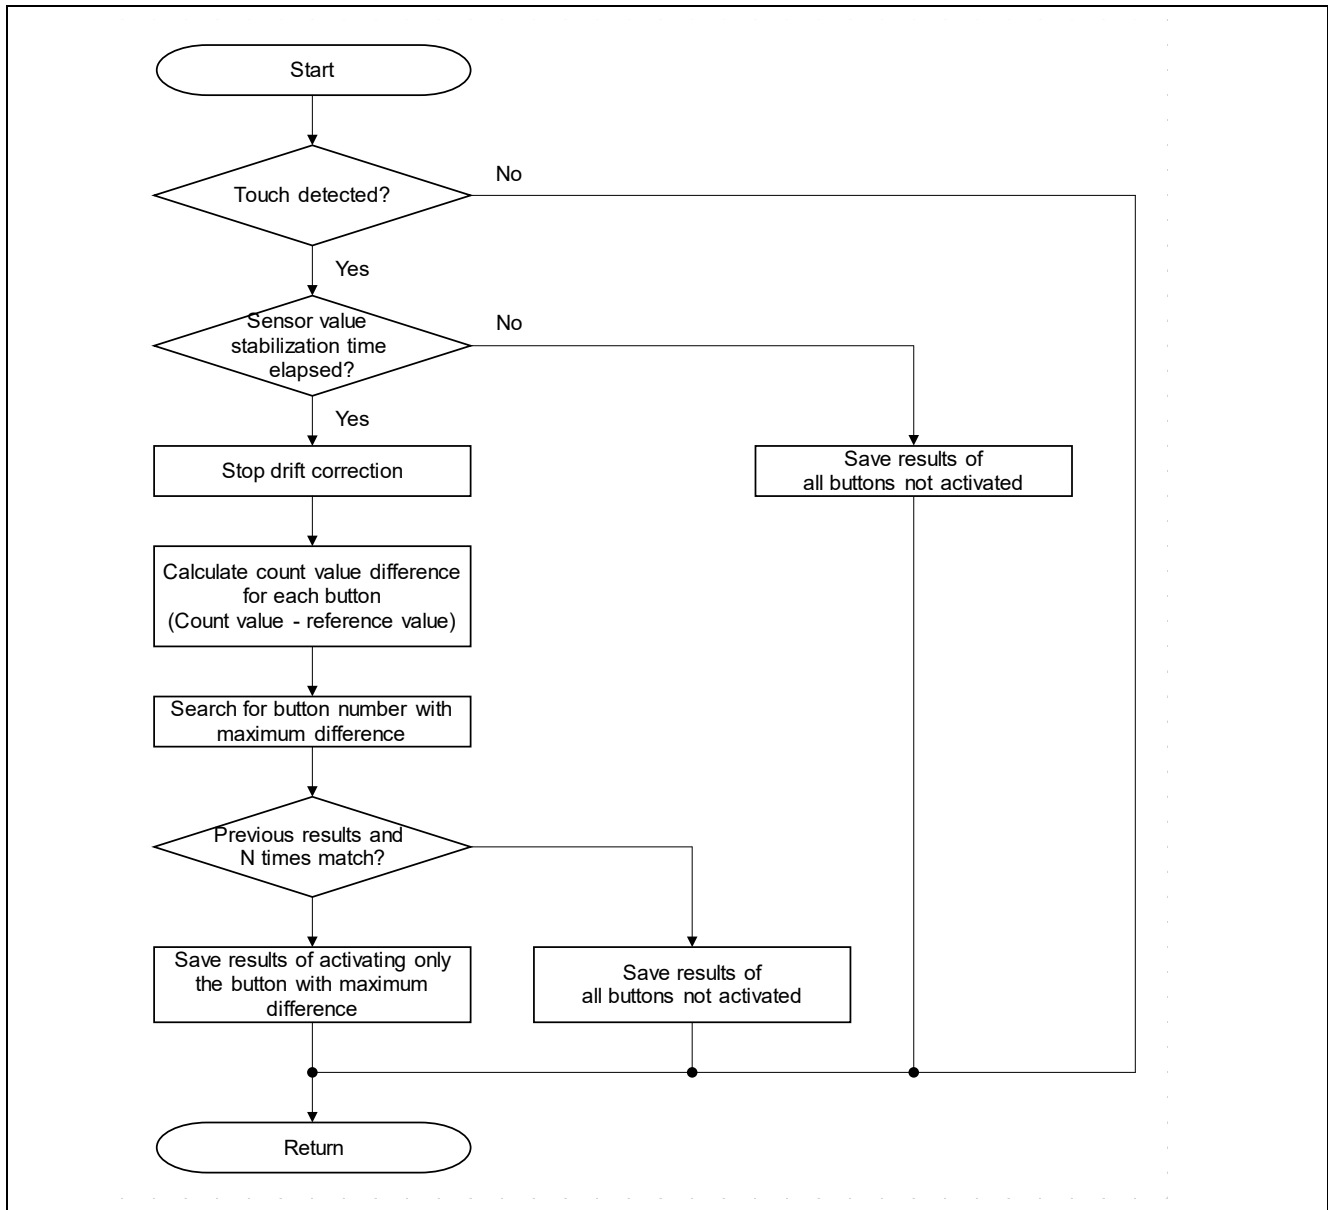 Start
Touch detected?
No
Yes
Sensor value
stabilization time
elapsed?
No
Yes
Stop drift correction
Save results of
all buttons not activated
Calculate count value difference
for each button
(Count value - reference value)
Search for button number with
maximum difference
Previous results and
N times match?
Save results of activating only
the button with maximum
difference
Save results of
all buttons not activated
Return